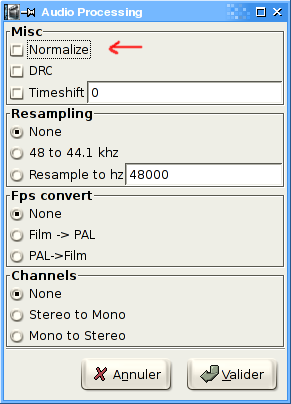 Audio Processing
Misc
Normalize
DRC
Timeshift 0
Resampling
None
48 to 44.1 khz
Resample to hz 48000
Fps convert
None
Film -> PAL
PAL->Film
Channels
None
Stereo to Mono
Mono to Stereo
Annuler Valider